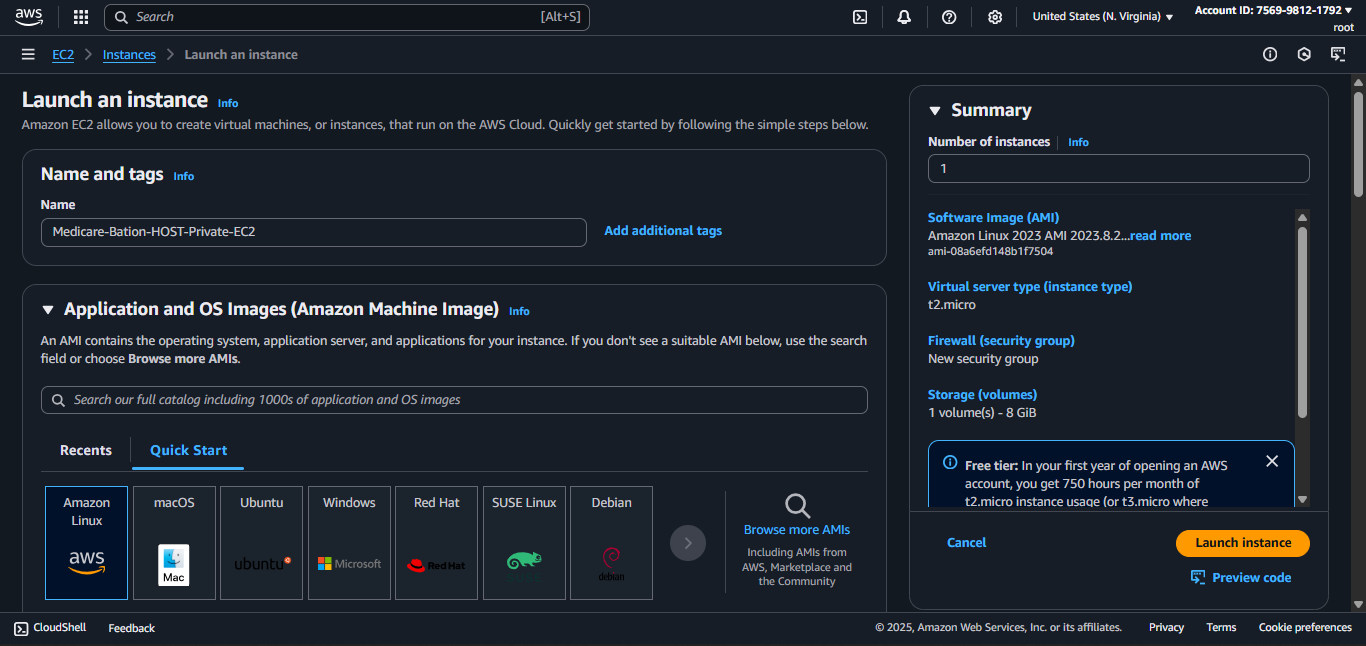 aws
Search [Alt+S]
United States (N. Virginia)
Account ID: 7569-9812-1792
root
EC2
Instances
Launch an instance
Launch an instance Info
Amazon EC2 allows you to create virtual machines, or instances, that run on the AWS Cloud. Quickly get started by following the simple steps below.
Name and tags Info
Name
Medicare-Bation-HOST-Private-EC2
Add additional tags
Application and OS Images (Amazon Machine Image) Info
An AMI contains the operating system, application server, and applications for your instance. If you don't see a suitable AMI below, use the search
field or choose Browse more AMIs.
Search our full catalog including 1000s of application and OS images
Recents
Quick Start
Amazon
Linux
aws
macOS
Mac
Ubuntu
ubuntu
Windows
Microsoft
Red Hat
Red Hat
SUSE Linux
Debian
debian
Browse more AMIs
Including AMIs from
AWS, Marketplace and
the Community
Summary
Number of instances Info
1
Software Image (AMI)
Amazon Linux 2023 AMI 2023.8.2...read more
ami-08a6efd148b1f7504
Virtual server type (instance type)
t2.micro
Firewall (security group)
New security group
Storage (volumes)
1 volume(s) - 8 GiB
Free tier: In your first year of opening an AWS
account, you get 750 hours per month of
t2.micro instance usage (or t3.micro where
Cancel
Launch instance
Preview code
CloudShell
Feedback
© 2025, Amazon Web Services, Inc. or its affiliates.
Privacy
Terms
Cookie preferences